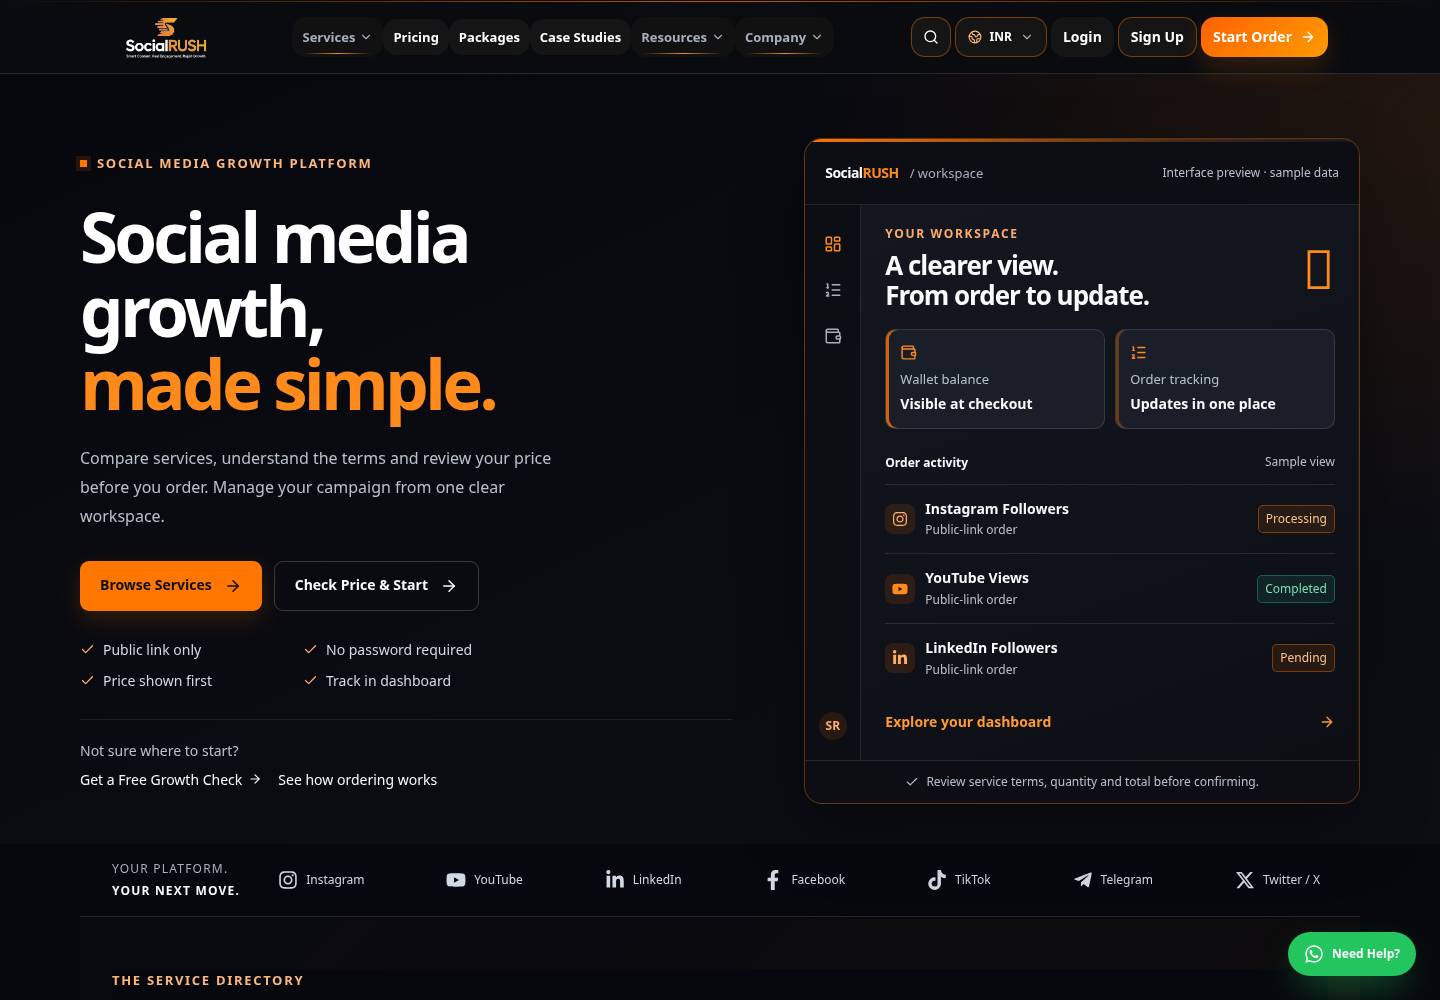 SocialRUSH
Smart Content. Real Engagement. Rapid Growth.
Services
Pricing
Packages
Case Studies
Resources
Company
INR
Login
Sign Up
Start Order
SOCIAL MEDIA GROWTH PLATFORM
Social media
growth,
made simple.
Compare services, understand the terms and review your price
before you order. Manage your campaign from one clear
workspace.
Browse Services
Check Price & Start
Public link only
No password required
Price shown first
Track in dashboard
Not sure where to start?
Get a Free Growth Check
See how ordering works
SocialRUSH / workspace
Interface preview · sample data
YOUR WORKSPACE
A clearer view.
From order to update.
Wallet balance
Visible at checkout
Order tracking
Updates in one place
Order activity
Sample view
Instagram Followers
Public-link order
Processing
YouTube Views
Public-link order
Completed
LinkedIn Followers
Public-link order
Pending
SR
Explore your dashboard
Review service terms, quantity and total before confirming.
YOUR PLATFORM.
YOUR NEXT MOVE.
Instagram
YouTube
LinkedIn
Facebook
TikTok
Telegram
Twitter / X
THE SERVICE DIRECTORY
Need Help?